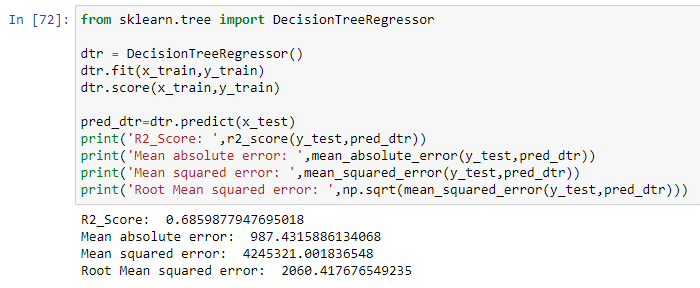 In [72]: from sklearn.tree import DecisionTreeRegressor
dtr = DecisionTreeRegressor()
dtr.fit(x_train,y_train)
dtr.score(x_train,y_train)
pred_dtr=dtr.predict(x_test)
print('R2_Score: ',r2_score(y_test,pred_dtr))
print('Mean absolute error: ',mean_absolute_error(y_test,pred_dtr))
print('Mean squared error: ',mean_squared_error(y_test,pred_dtr))
print('Root Mean squared error: ',np.sqrt(mean_squared_error(y_test,pred_dtr)))
R2_Score:  0.6859877947695018
Mean absolute error:  987.4315886134068
Mean squared error:  4245321.001836548
Root Mean squared error:  2060.417676549235